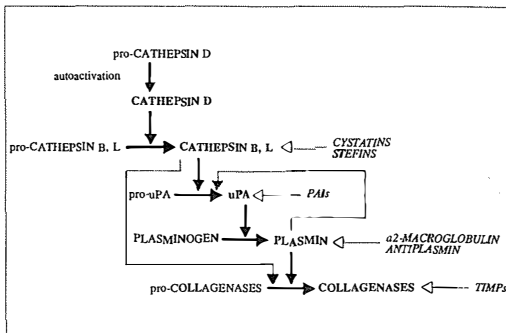 pro-CATHEPSIN D
autoactivation
CATHEPSIN D
pro-CATHEPSIN B, L CATHEPSIN B, L CYSTATINS
STEFINS
pro-uPA uPA PAIs
PLASMINOGEN PLASMIN a2-MACROGLOBULIN
ANTIPLASMIN
pro-COLLAGENASES COLLAGENASES TIMPs